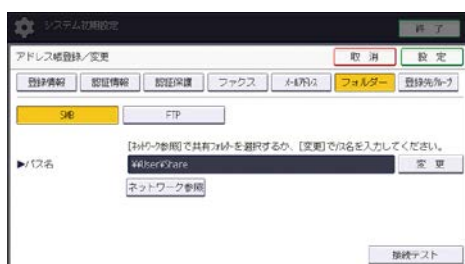 システム初期設定
終 了
アドレス帳登録/変更
取 消
設 定
登録情報
認証情報
認証保護
ファクス
メールアドレス
フォルダー
登録先グループ
SMB
FTP
[ネットワーク参照]で共有フォルダーを選択するか、[変更]でパス名を入力してください。
▶パス名
¥¥User¥Share
変 更
ネットワーク参照
接続テスト